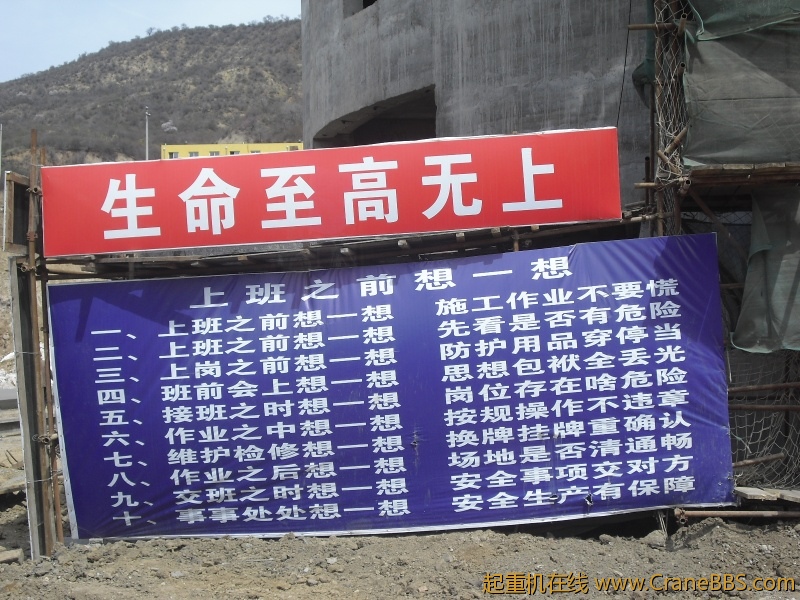 生命至高无上
上班之前想一想
一、上班之前想一想 施工作业不要慌
二、上班之前想一想 先看是否有危险
三、上岗之前想一想 防护用品穿停当
四、班前会上想一想 思想包袱全丢光
五、接班之时想一想 岗位存在啥危险
六、作业之中想一想 按规操作不违章
七、维护检修想一想 换牌挂牌重确认
八、作业之后想一想 场地是否清通畅
九、交班之时想一想 安全事项交对方
十、事事处处想一想 安全生产有保障
起重机在线 www.CraneBBS.com